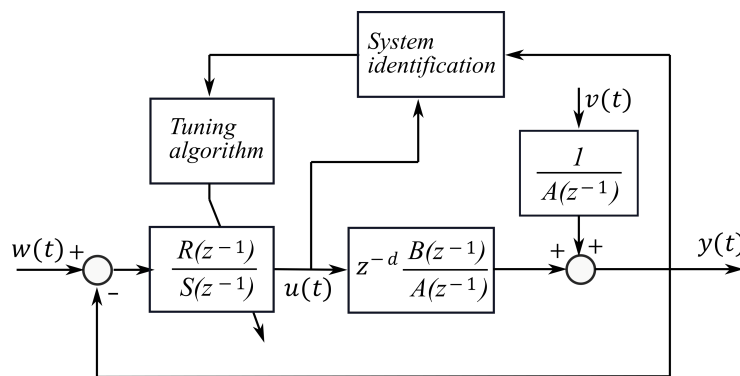 System
identification
v(t)
Tuning
algorithm
1
A(z⁻¹)
w(t) +
R(z⁻¹)
S(z⁻¹)
u(t)
z⁻ᵈ B(z⁻¹)
A(z⁻¹)
+ +
y(t)
-